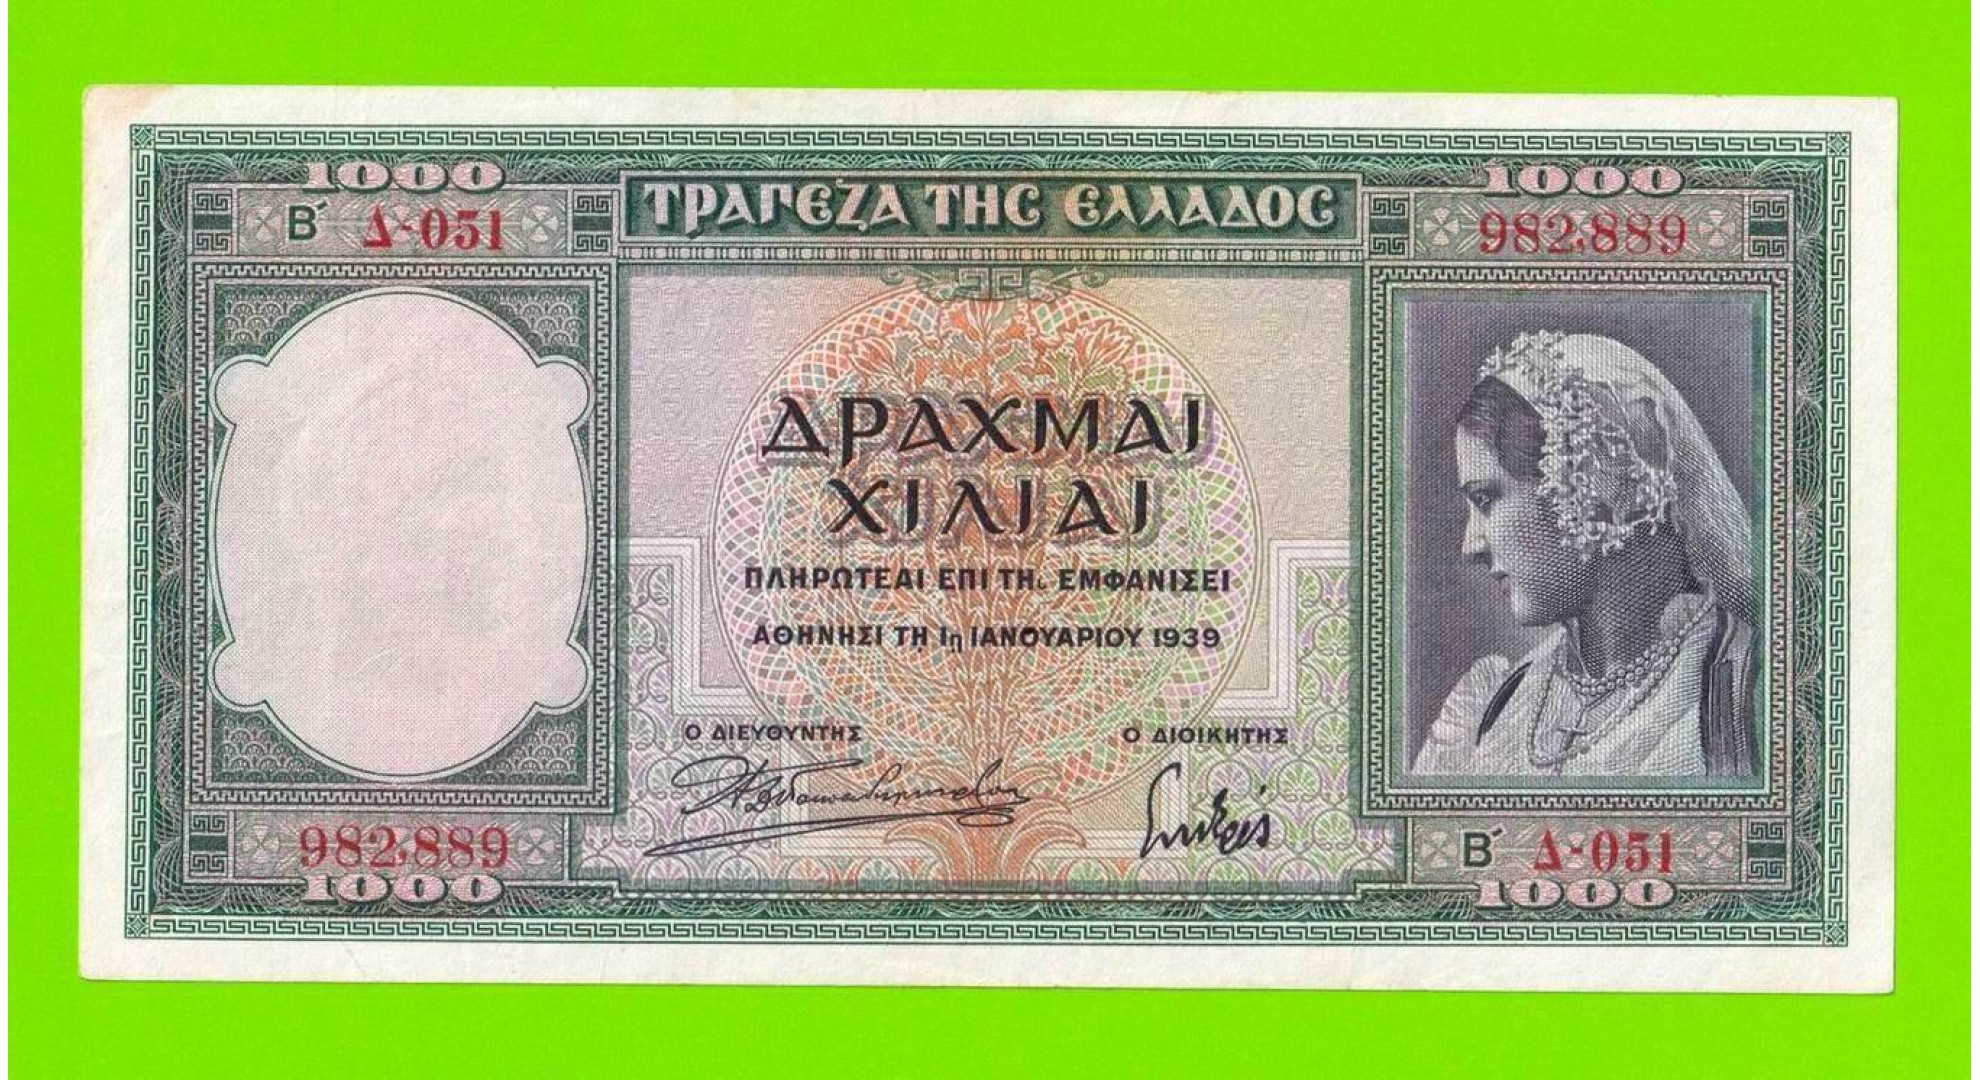 1000
1000
ΤΡΑΠΕΖΑ ΤΗΣ ΕΛΛΑΔΟΣ
Β΄ Δ-051
982,889
ΔΡΑΧΜΑΙ
ΧΙΛΙΑΙ
ΠΛΗΡΩΤΕΑΙ ΕΠΙ ΤΗι ΕΜΦΑΝΙΣΕΙ
ΑΘΗΝΗΣΙ ΤΗ 1η ΙΑΝΟΥΑΡΙΟΥ 1939
Ο ΔΙΕΥΘΥΝΤΗΣ
Ο ΔΙΟΙΚΗΤΗΣ
982,889
Β΄ Δ-051
1000
1000